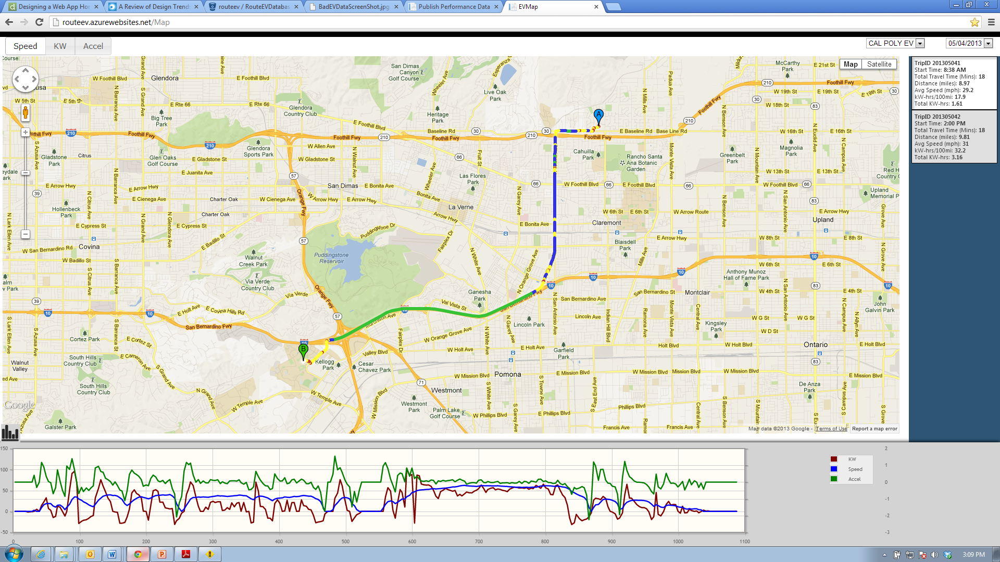 Designing a Web App Hor
A Review of Design Trend
routeev / RouteEVDatabas
BadEVDataScreenShot.jpg
Publish Performance Data
EVMap
routeev.azurewebsites.net/Map
Speed
KW
Accel
CAL POLY EV
05/04/2013
Map
Satellite
TripID 201305041
Start Time: 8:38 AM
Total Travel Time (Mins): 18
Distance (miles): 8.97
Avg Speed (mph): 29.2
kW-hrs/100mi: 17.9
Total KW-hrs: 1.61
TripID 201305042
Start Time: 2:00 PM
Total Travel Time (Mins): 18
Distance (miles): 9.81
Avg Speed (mph): 31
kW-hrs/100mi: 32.2
Total KW-hrs: 3.16
W Foothill Blvd
Glendora
E Foothill Blvd
San Dimas
Canyon
Golf Course
Live Oak
Park
McCarthy
Park
E 21st St
Foothill Fwy
W 19th St
E 19th St
W 18th St
W 5th St
E 5th St
E Rte 66
E Rte 66
Glendora
Country Club
Heritage
Park
Big Tree
Park
E Foothill Blvd
Baseline Rd
A
E Baseline Rd
Base Line Rd
W 16th St
E 16th St
Foothill Fwy
Foothill Fwy
Foothill Fwy
Foothill Fwy
W Allen Ave
Glendora
Sports Park
Gladstone
Park
Citrus
Glen Oaks
Golf Course
E Gladstone St
W Gladstone St
Cahuilla
Park
Rancho Santa
Ana Botanic
Garden
Greenbelt
Park
Magnolia
Park
E Juanita Ave
W 13th St
E 13th St
Las Flores
Park
E Arrow Hwy
E Arrow Hwy
San Dimas
E Bonita Ave
W Foothill Blvd
E Foothill Blvd
W Foothill Blvd
E Foothill Blvd
E Cienega Ave
Charter Oak
W Cienega Ave
W Arrow Hwy
E Arrow Hwy
Bonita Ave
La Verne
Arrow Hwy
Hollenbeck
Park
Charter Oak
W 6th St
E 6th St
W Arrow Route
E Arrow Hwy
Upland
Memorial P
E Cypress St
E Cypress St
E Bonita Ave
Claremont
Upland
Covina
W San Bernardino Rd
E Badillo St
Puddingstone Dr
Fairplex Dr
Puddingstone
Reservoir
Blaisdell
Park
E Arrow Hwy
W 8th St
E 8th St
W Badillo St
Walnut
Creek Park
W 6th St
E 6th St
Anthony Munoz
Hall of Fame Park
Via Verde
Country Club
Via Verde
Ganesha
Park
Val Vista St
San Bernardino Ave
San Bernardino St
Montclair
W 4th St
E 4th St
John
Galvin Park
E Holt Ave
E Covina Hills Rd
San Bernardino Fwy
Murchison Ave
Lincoln Park
Lincoln Ave
W G St
E G St
Kingsley
Park
W D St
Cortez Park
E Cortez St
W Orange Grove Ave
W Holt Ave
E Holt Ave
Holt Blvd
W Holt Blvd
Ontario
E Holt Blvd
South Hills
Country Club
E Cameron Ave
B
Kellogg
Park
Valley Blvd
Cesar
Chavez Park
Garfield
Park
Walnut
Valley
W Mission Blvd
Pomona
E Mission Blvd
W Mission Blvd
Mission Blvd
W Mission Blvd
E Mission Blvd
South Hills
Country Club
N Grand Ave
W Temple Ave
W Temple Ave
Westmont
De Anza
Park
Westmont
Park
Palm Lake
Golf Course
W Phillips Blvd
E Phillips Blvd
Phillips Blvd
Galster Park
Francis Ave
Francis Ave
Google
Map data ©2013 Google -
Terms of Use
Report a map error
150
100
50
0
-50
0
100
200
300
400
500
600
700
800
900
1000
1100
KW
Speed
Accel
2
1
0
-1
-2
-3
3:09 PM